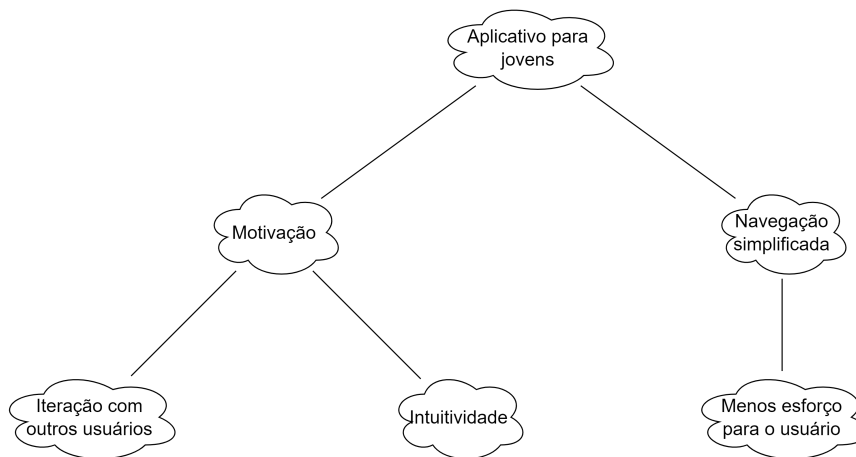 Aplicativo para
jovens
Motivação
Navegação
simplificada
Iteração com
outros usuários
Intuitividade
Menos esforço
para o usuário